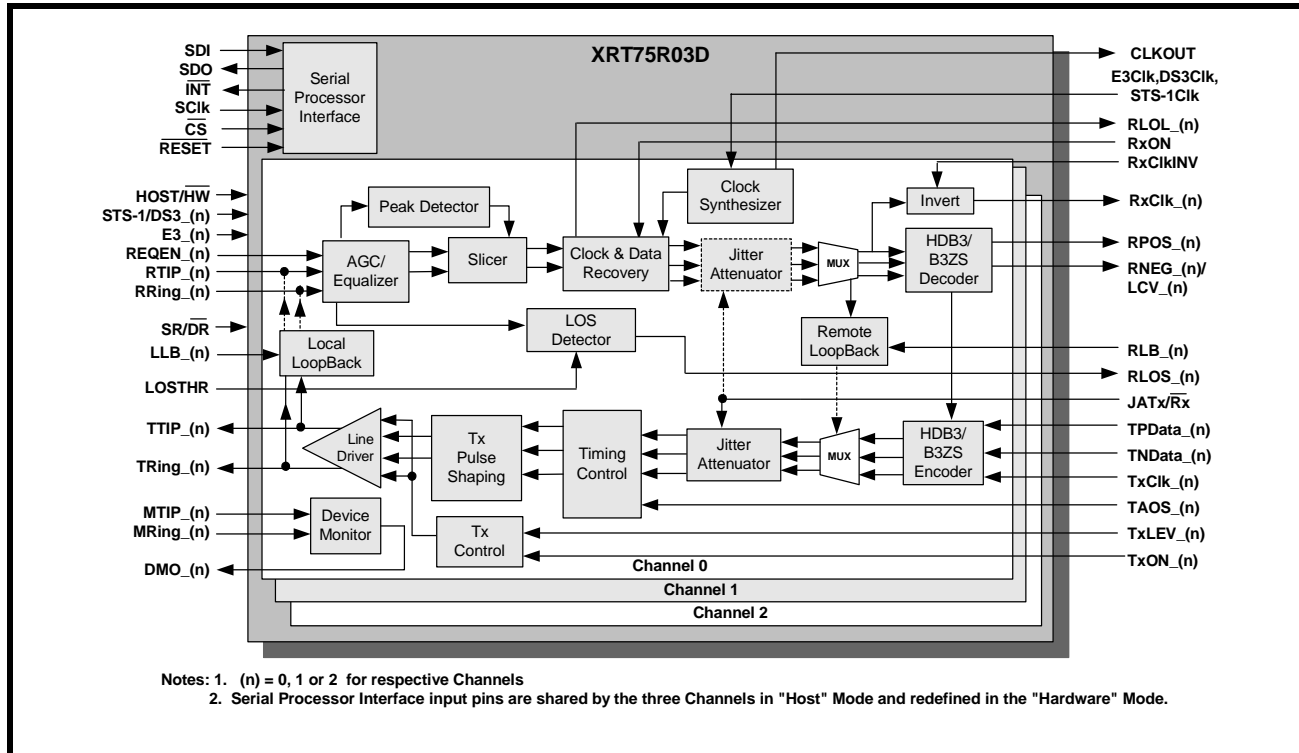 XRT75R03D
SDI
SDO
INT
SClk
CS
RESET
Serial
Processor
Interface
HOST/HW
STS-1/DS3_(n)
E3_(n)
REQEN_(n)
RTIP_(n)
RRing_(n)
SR/DR
LLB_(n)
LOSTHR
TTIP_(n)
TRing_(n)
MTIP_(n)
MRing_(n)
DMO_(n)
Peak Detector
AGC/
Equalizer
Slicer
Clock & Data
Recovery
Clock
Synthesizer
Jitter
Attenuator
MUX
Invert
HDB3/
B3ZS
Decoder
LOS
Detector
Remote
LoopBack
Local
LoopBack
Line
Driver
Tx
Pulse
Shaping
Timing
Control
Jitter
Attenuator
MUX
HDB3/
B3ZS
Encoder
Device
Monitor
Tx
Control
Channel 0
Channel 1
Channel 2
CLKOUT
E3Clk,DS3Clk,
STS-1Clk
RLOL_(n)
RxON
RxClkINV
RxClk_(n)
RPOS_(n)
RNEG_(n)/
LCV_(n)
RLB_(n)
RLOS_(n)
JATx/Rx
TPData_(n)
TNData_(n)
TxClk_(n)
TAOS_(n)
TxLEV_(n)
TxON_(n)
Notes: 1. (n) = 0, 1 or 2 for respective Channels
2. Serial Processor Interface input pins are shared by the three Channels in "Host" Mode and redefined in the "Hardware" Mode.